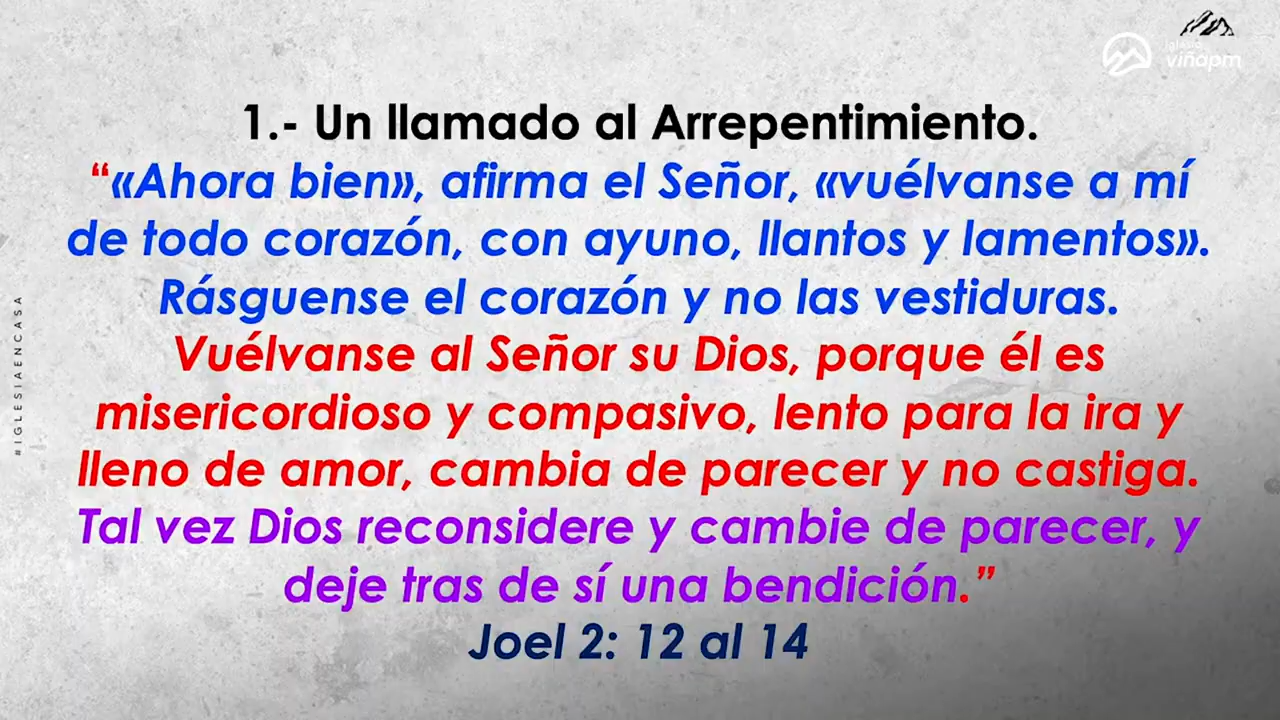 iglesia
viñapm
1.- Un llamado al Arrepentimiento.
“«Ahora bien», afirma el Señor, «vuélvanse a mí
de todo corazón, con ayuno, llantos y lamentos».
Rásguense el corazón y no las vestiduras.
Vuélvanse al Señor su Dios, porque él es
misericordioso y compasivo, lento para la ira y
lleno de amor, cambia de parecer y no castiga.
Tal vez Dios reconsidere y cambie de parecer, y
deje tras de sí una bendición.”
Joel 2: 12 al 14
#IGLESIAENCASA